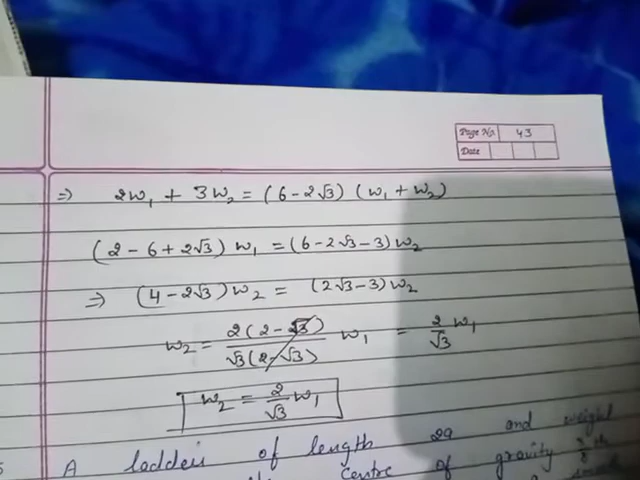 Page No. 43
Date
⇒ 2w₁ + 3w₂ = (6-2√3) (w₁ + w₂)
(2 - 6 + 2√3) w₁ = (6-2√3-3) w₂
⇒ (4-2√3) w₂ = (2√3-3) w₂
w₂ = 2(2-√3) / √3(2-√3) w₁ = 2/√3 w₁
w₂ = 2/√3 w₁
A ladder of length 2a and weight
centre of gravity